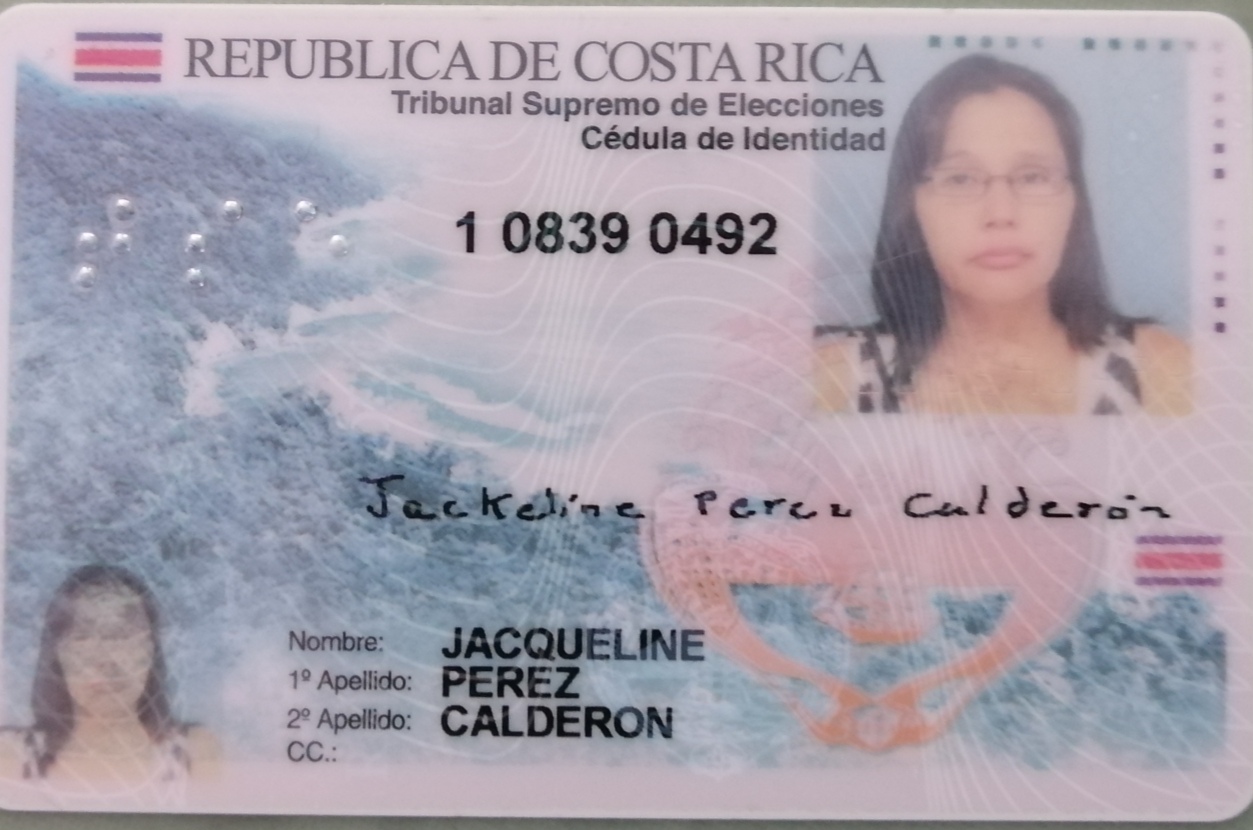 REPUBLICA DE COSTA RICA
Tribunal Supremo de Elecciones
Cédula de Identidad
1 0839 0492
Jackeline Perez Calderón
Nombre: JACQUELINE
1º Apellido: PEREZ
2º Apellido: CALDERON
CC.: